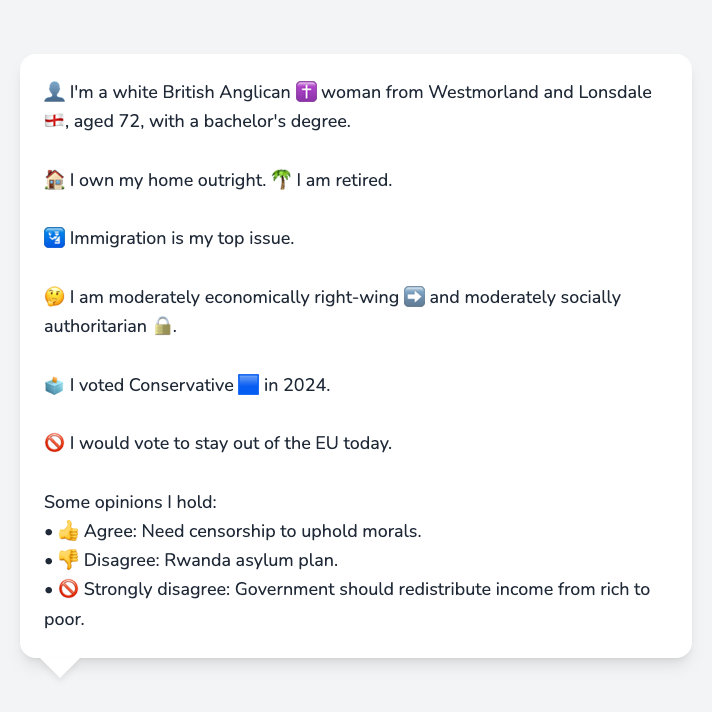 👤 I'm a white British Anglican ✝️ woman from Westmorland and Lonsdale
🏴󠁧󠁢󠁥󠁮󠁧󠁿, aged 72, with a bachelor's degree.
🏠 I own my home outright. 🌴 I am retired.
🛂 Immigration is my top issue.
🤔 I am moderately economically right-wing ➡️ and moderately socially
authoritarian 🔒.
🗳️ I voted Conservative 🟦 in 2024.
🚫 I would vote to stay out of the EU today.
Some opinions I hold:
• 👍 Agree: Need censorship to uphold morals.
• 👎 Disagree: Rwanda asylum plan.
• 🚫 Strongly disagree: Government should redistribute income from rich to
poor.